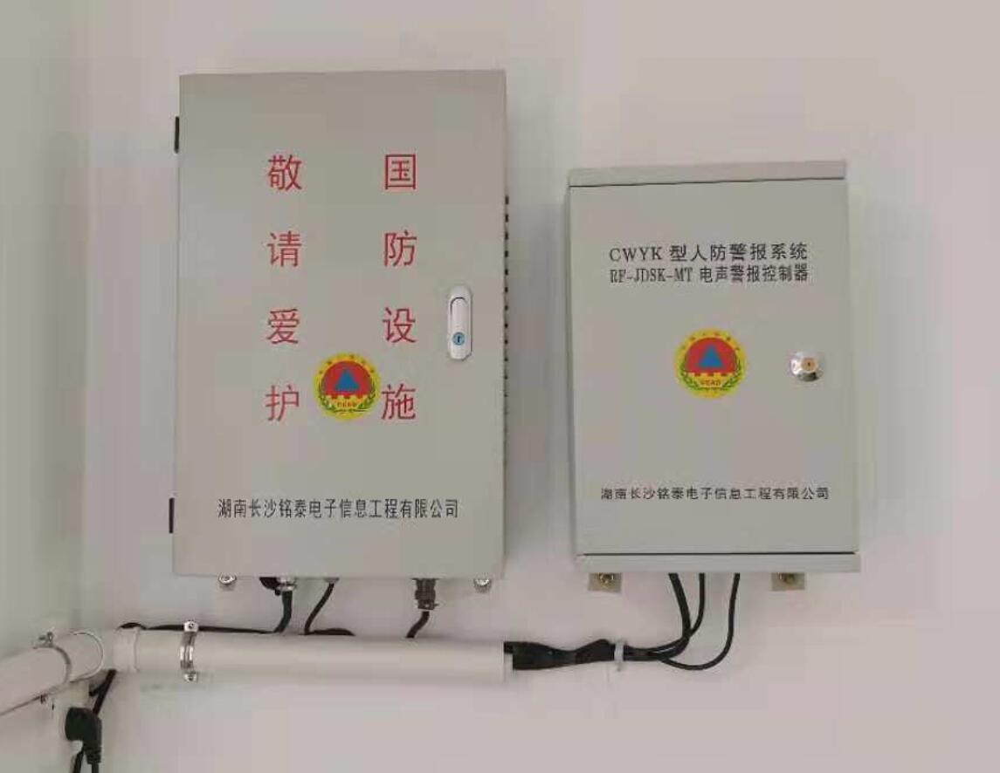 国防设施
敬请爱护
湖南长沙铭泰电子信息工程有限公司
CWYK 型人防警报系统
RF-JDSK-MT 电声警报控制器
湖南长沙铭泰电子信息工程有限公司